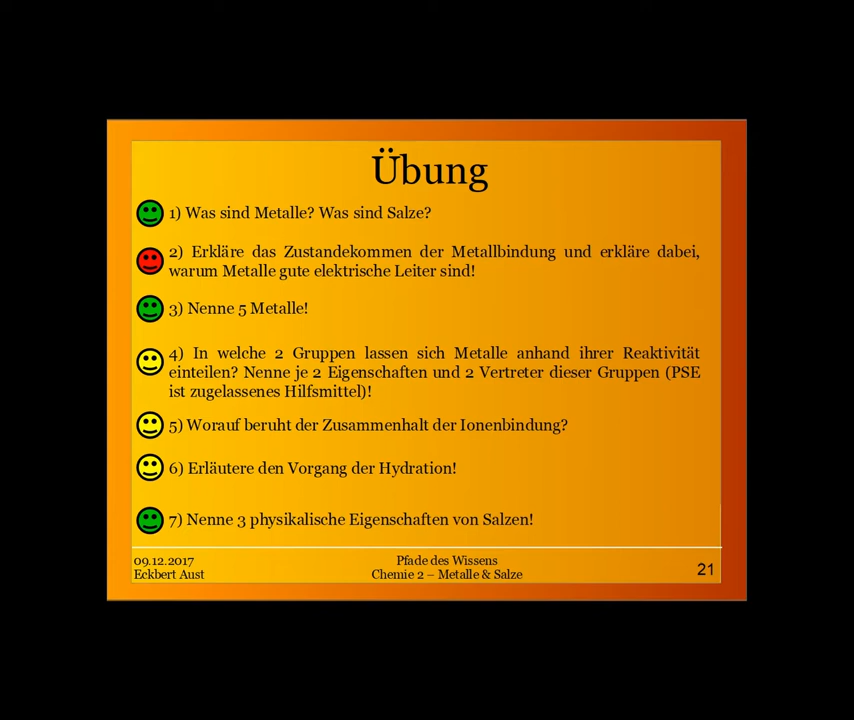 Übung
1) Was sind Metalle? Was sind Salze?
2) Erkläre das Zustandekommen der Metallbindung und erkläre dabei,
warum Metalle gute elektrische Leiter sind!
3) Nenne 5 Metalle!
4) In welche 2 Gruppen lassen sich Metalle anhand ihrer Reaktivität
einteilen? Nenne je 2 Eigenschaften und 2 Vertreter dieser Gruppen (PSE
ist zugelassenes Hilfsmittel)!
5) Worauf beruht der Zusammenhalt der Ionenbindung?
6) Erläutere den Vorgang der Hydration!
7) Nenne 3 physikalische Eigenschaften von Salzen!
09.12.2017
Eckbert Aust
Pfade des Wissens
Chemie 2 – Metalle & Salze
21